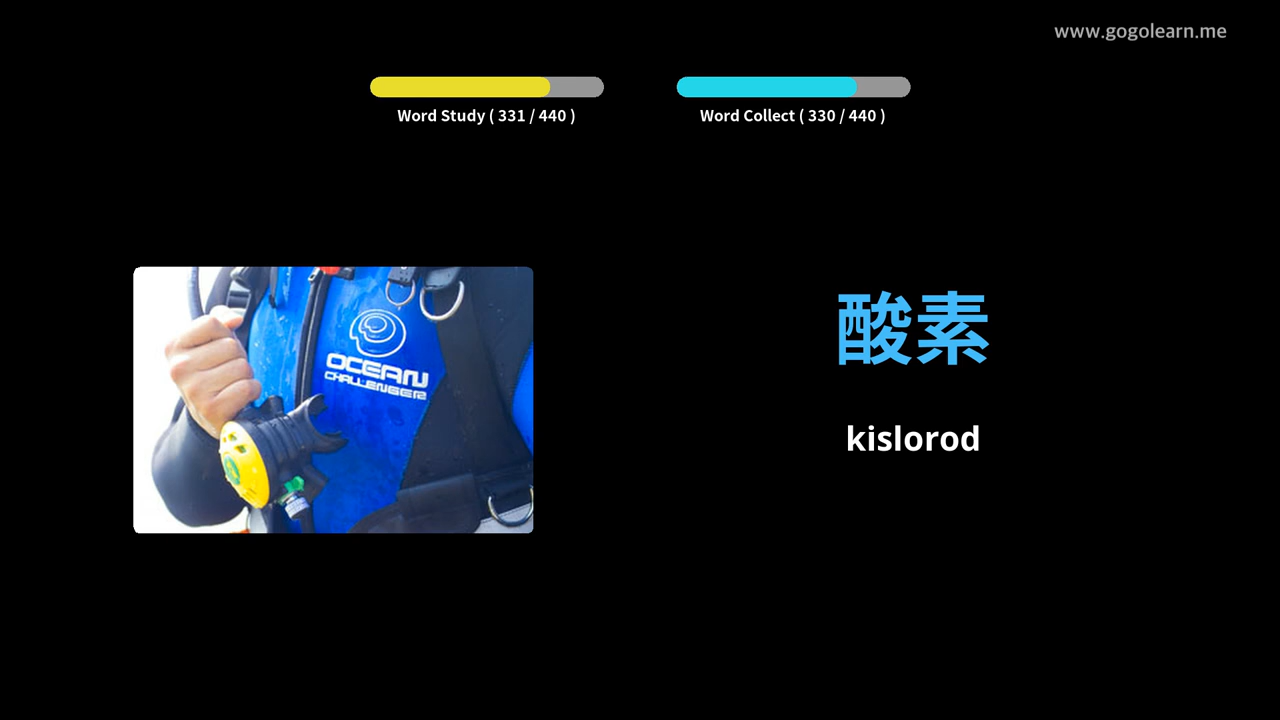 www.gogolearn.me
Word Study ( 331 / 440 )
Word Collect ( 330 / 440 )
OCEAN
CHALLENGER
酸素
kislorod